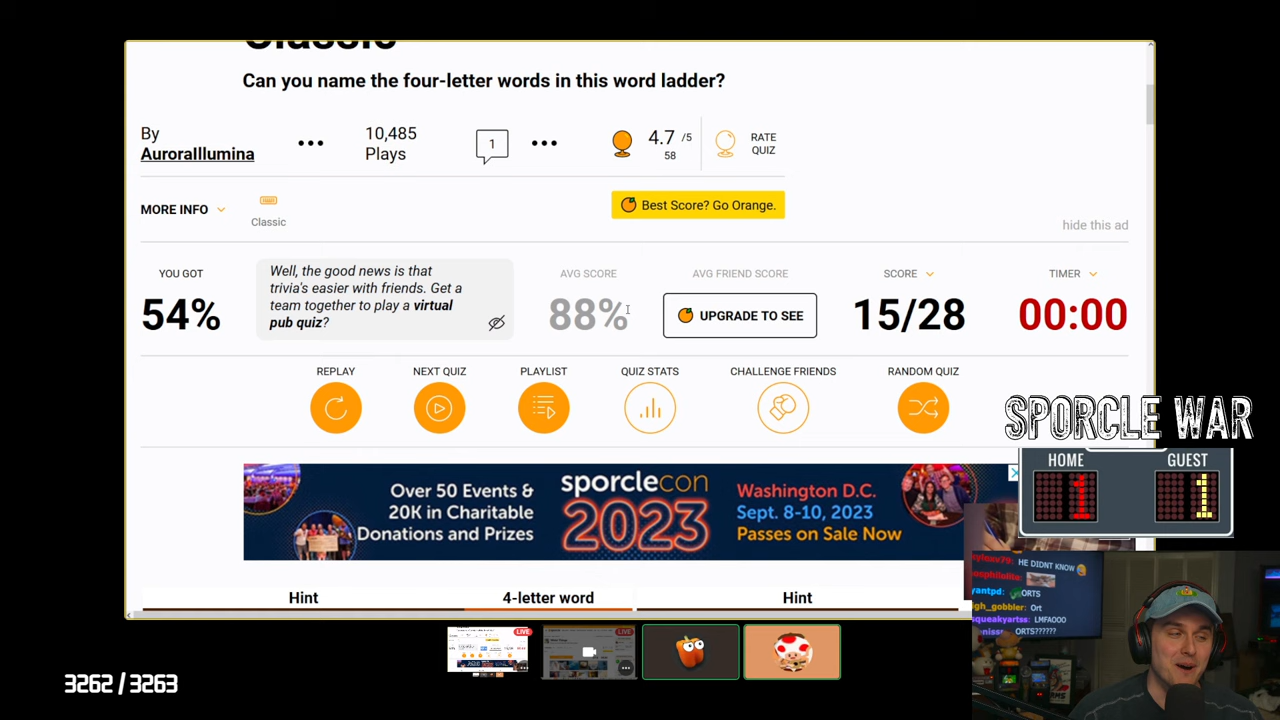 Classic
Can you name the four-letter words in this word ladder?
By
AuroraIllumina
10,485
Plays
1
4.7 /5
58
RATE
QUIZ
MORE INFO
Classic
Best Score? Go Orange.
hide this ad
YOU GOT
54%
Well, the good news is that
trivia's easier with friends. Get a
team together to play a virtual
pub quiz?
AVG SCORE
88%
AVG FRIEND SCORE
UPGRADE TO SEE
SCORE
15/28
TIMER
00:00
REPLAY
NEXT QUIZ
PLAYLIST
QUIZ STATS
CHALLENGE FRIENDS
RANDOM QUIZ
SPORCLE WAR
HOME
GUEST
1
1
Over 50 Events &
20K in Charitable
Donations and Prizes
sporclecon
2023
Washington D.C.
Sept. 8-10, 2023
Passes on Sale Now
Hint
4-letter word
Hint
HE DIDNT KNOW
ORTS
Ort
LMFAOOO
ORTS??????
LIVE
LIVE
3262 / 3263